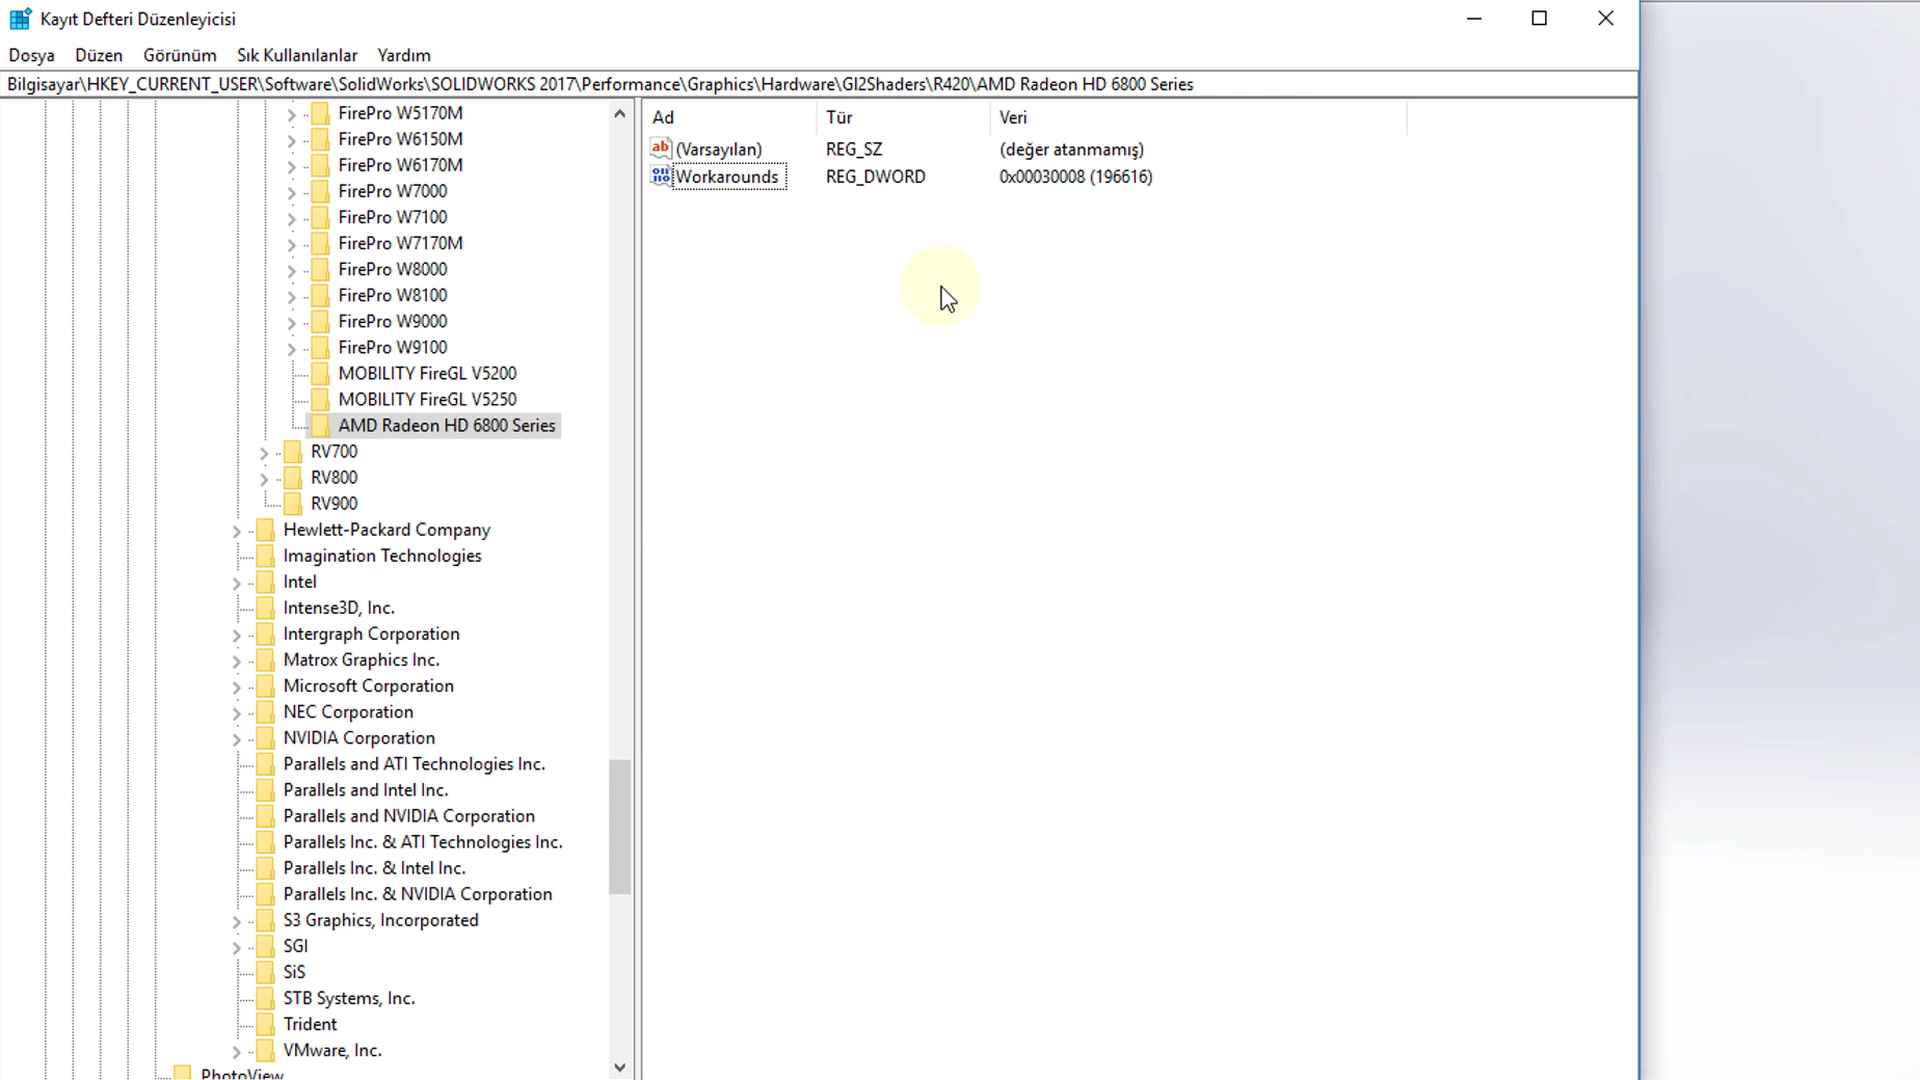 Kayıt Defteri Düzenleyicisi
Dosya Düzen Görünüm Sık Kullanılanlar Yardım
Bilgisayar\HKEY_CURRENT_USER\Software\SolidWorks\SOLIDWORKS 2017\Performance\Graphics\Hardware\Gl2Shaders\R420\AMD Radeon HD 6800 Series
FirePro W5170M
FirePro W6150M
FirePro W6170M
FirePro W7000
FirePro W7100
FirePro W7170M
FirePro W8000
FirePro W8100
FirePro W9000
FirePro W9100
MOBILITY FireGL V5200
MOBILITY FireGL V5250
AMD Radeon HD 6800 Series
RV700
RV800
RV900
Hewlett-Packard Company
Imagination Technologies
Intel
Intense3D, Inc.
Intergraph Corporation
Matrox Graphics Inc.
Microsoft Corporation
NEC Corporation
NVIDIA Corporation
Parallels and ATI Technologies Inc.
Parallels and Intel Inc.
Parallels and NVIDIA Corporation
Parallels Inc. & ATI Technologies Inc.
Parallels Inc. & Intel Inc.
Parallels Inc. & NVIDIA Corporation
S3 Graphics, Incorporated
SGI
SiS
STB Systems, Inc.
Trident
VMware, Inc.
PhotoView
Ad Tür Veri
ab (Varsayılan) REG_SZ (değer atanmamış)
Workarounds REG_DWORD 0x00030008 (196616)